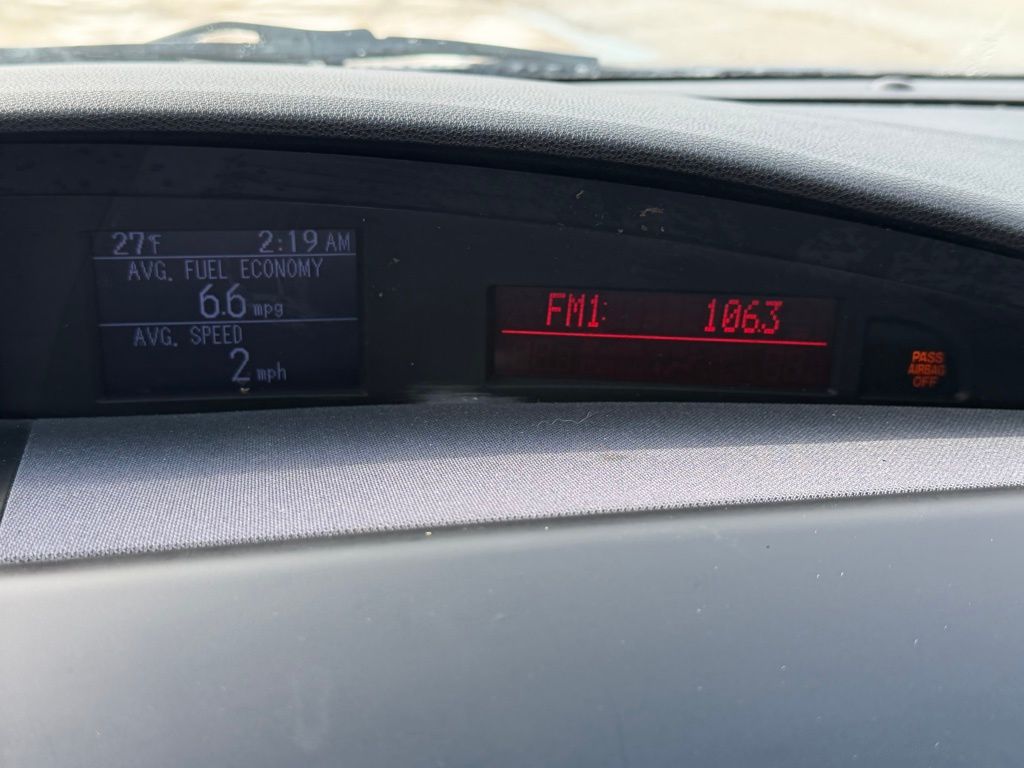 27°F 2:19 AM
AVG. FUEL ECONOMY
6.6 mpg
AVG. SPEED
2 mph
FM1: 106.3
PASS
AIRBAG
OFF